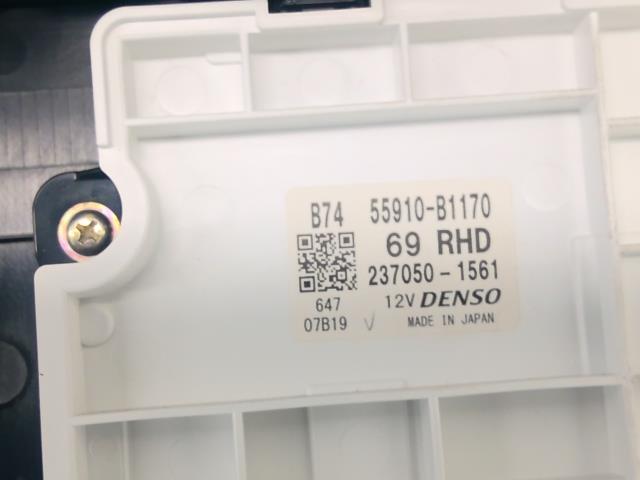 B74 55910-B1170
69 RHD
237050-1561
647 12V DENSO
07B19 V MADE IN JAPAN